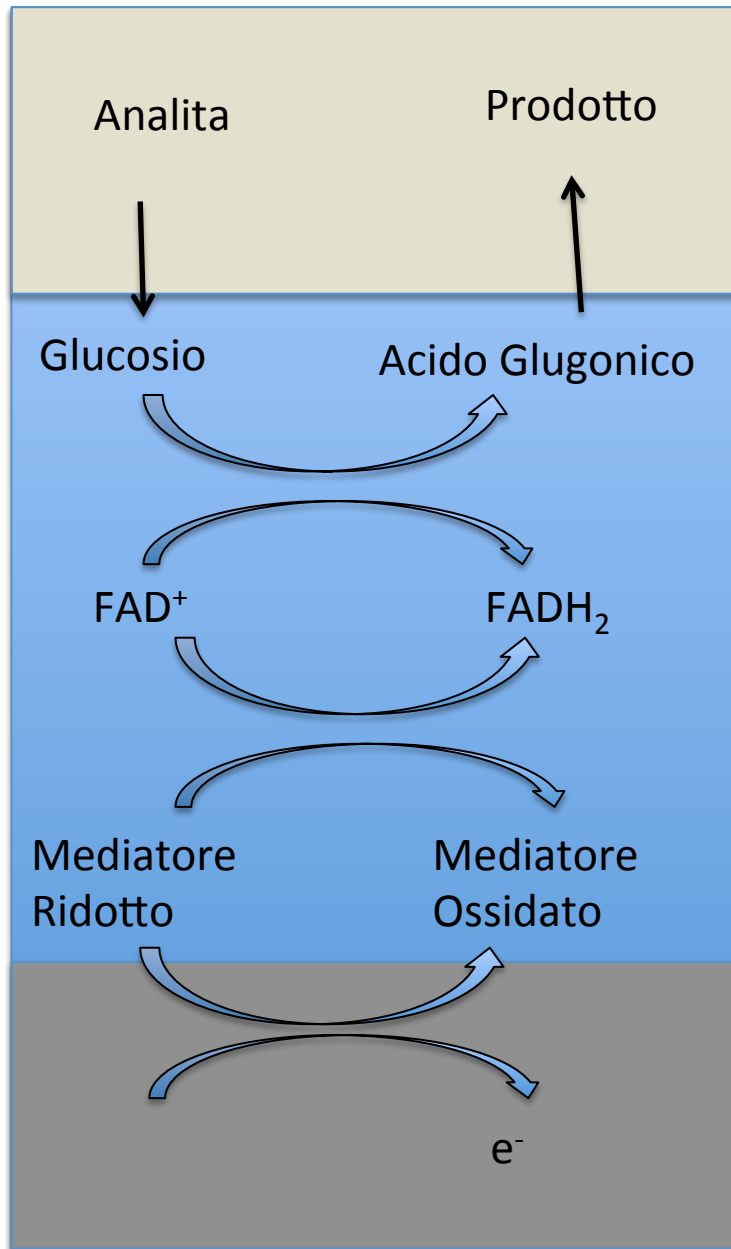 Analita
Prodotto
Glucosio
Acido Glugonico
FAD⁺
FADH₂
Mediatore
Ridotto
Mediatore
Ossidato
e⁻